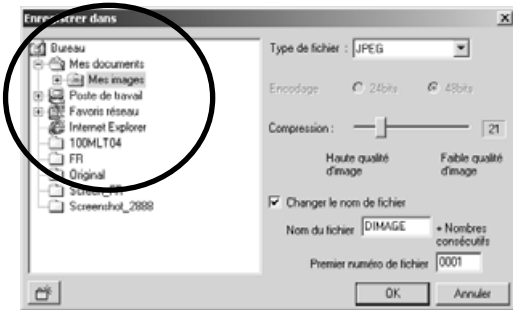 Enregistrer dans
Bureau
Mes documents
Mes images
Poste de travail
Favoris réseau
Internet Explorer
100MLT04
FR
Original
Screen_FR
Screenshot_2888
Type de fichier : JPEG
Encodage 24bits 48bits
Compression : 21
Haute qualité d'image
Faible qualité d'image
Changer le nom de fichier
Nom du fichier DIMAGE + Nombres consécutifs
Premier numéro de fichier 0001
OK Annuler